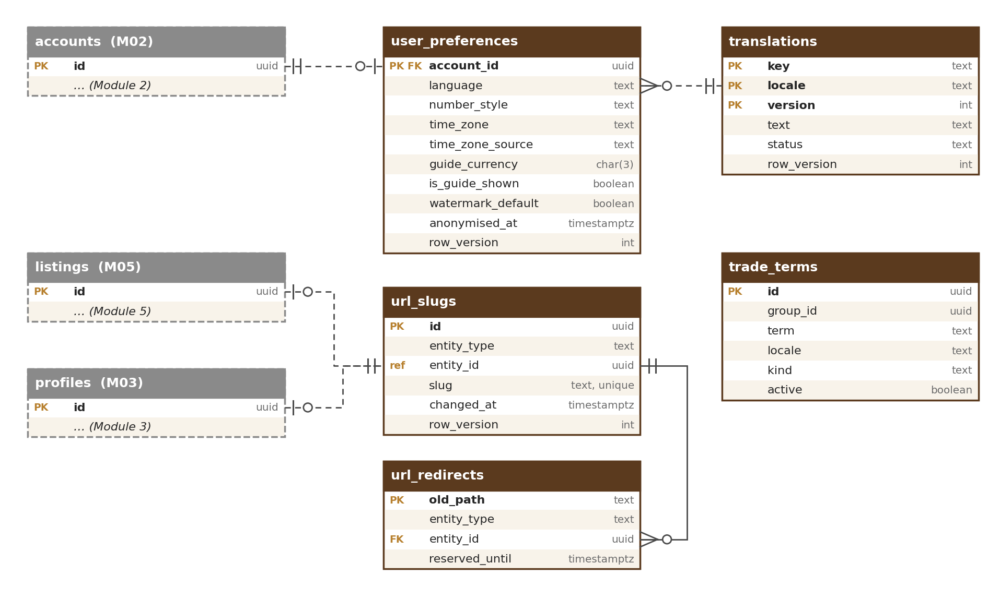 accounts (M02)
PK id uuid
... (Module 2)
user_preferences
PK FK account_id uuid
language text
number_style text
time_zone text
time_zone_source text
guide_currency char(3)
is_guide_shown boolean
watermark_default boolean
anonymised_at timestamptz
row_version int
translations
PK key text
PK locale text
PK version int
text text
status text
row_version int
listings (M05)
PK id uuid
... (Module 5)
profiles (M03)
PK id uuid
... (Module 3)
url_slugs
PK id uuid
entity_type text
ref entity_id uuid
slug text, unique
changed_at timestamptz
row_version int
trade_terms
PK id uuid
group_id uuid
term text
locale text
kind text
active boolean
url_redirects
PK old_path text
entity_type text
FK entity_id uuid
reserved_until timestamptz